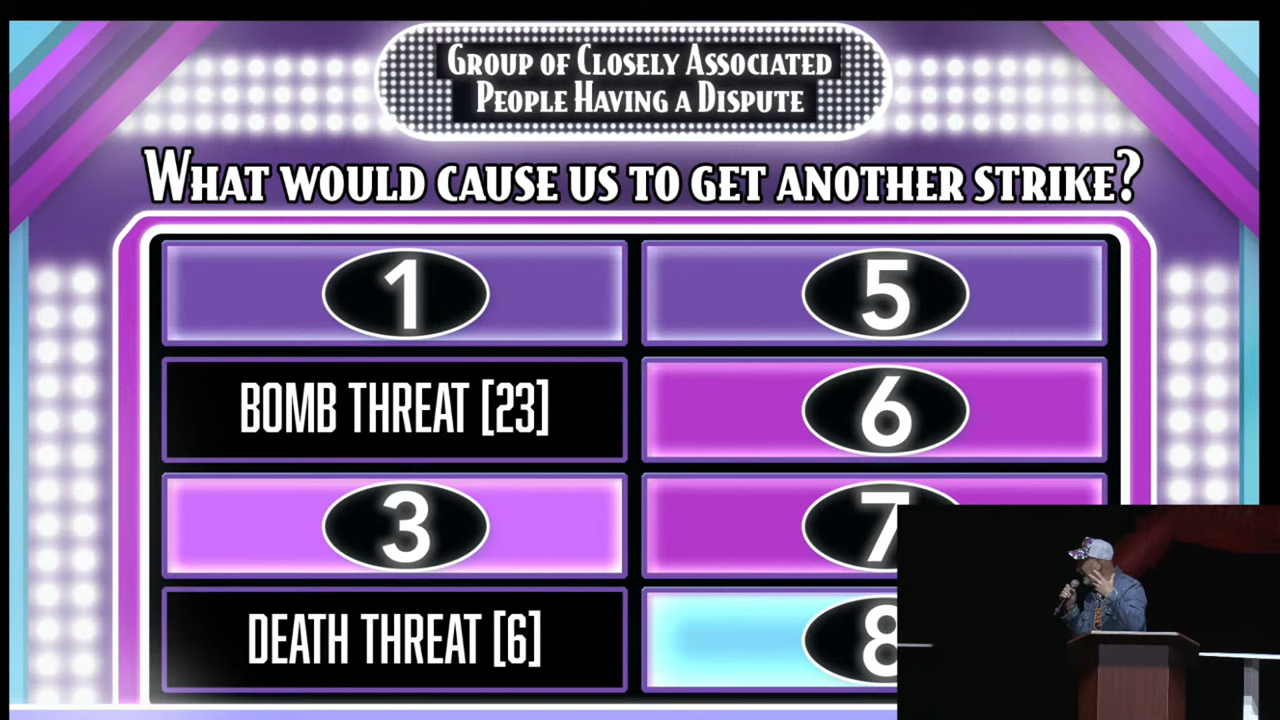 GROUP OF CLOSELY ASSOCIATED
PEOPLE HAVING A DISPUTE
WHAT WOULD CAUSE US TO GET ANOTHER STRIKE?
1
5
BOMB THREAT [23]
6
3
7
DEATH THREAT [6]
8